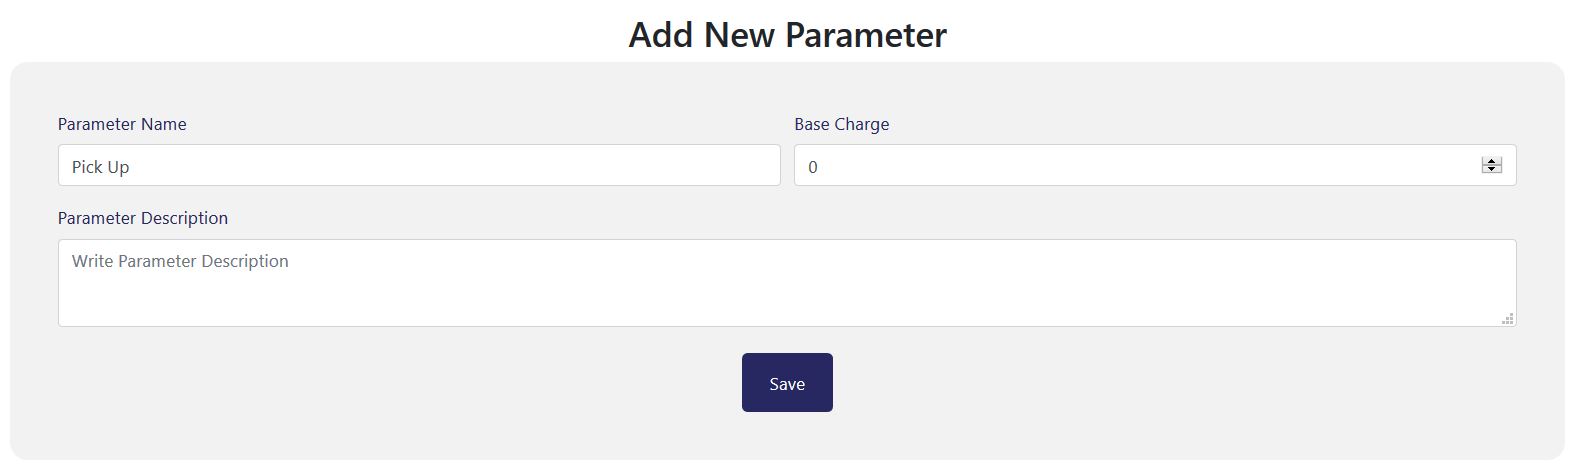 Add New Parameter
Parameter Name
Base Charge
Pick Up
0
Parameter Description
Write Parameter Description
Save